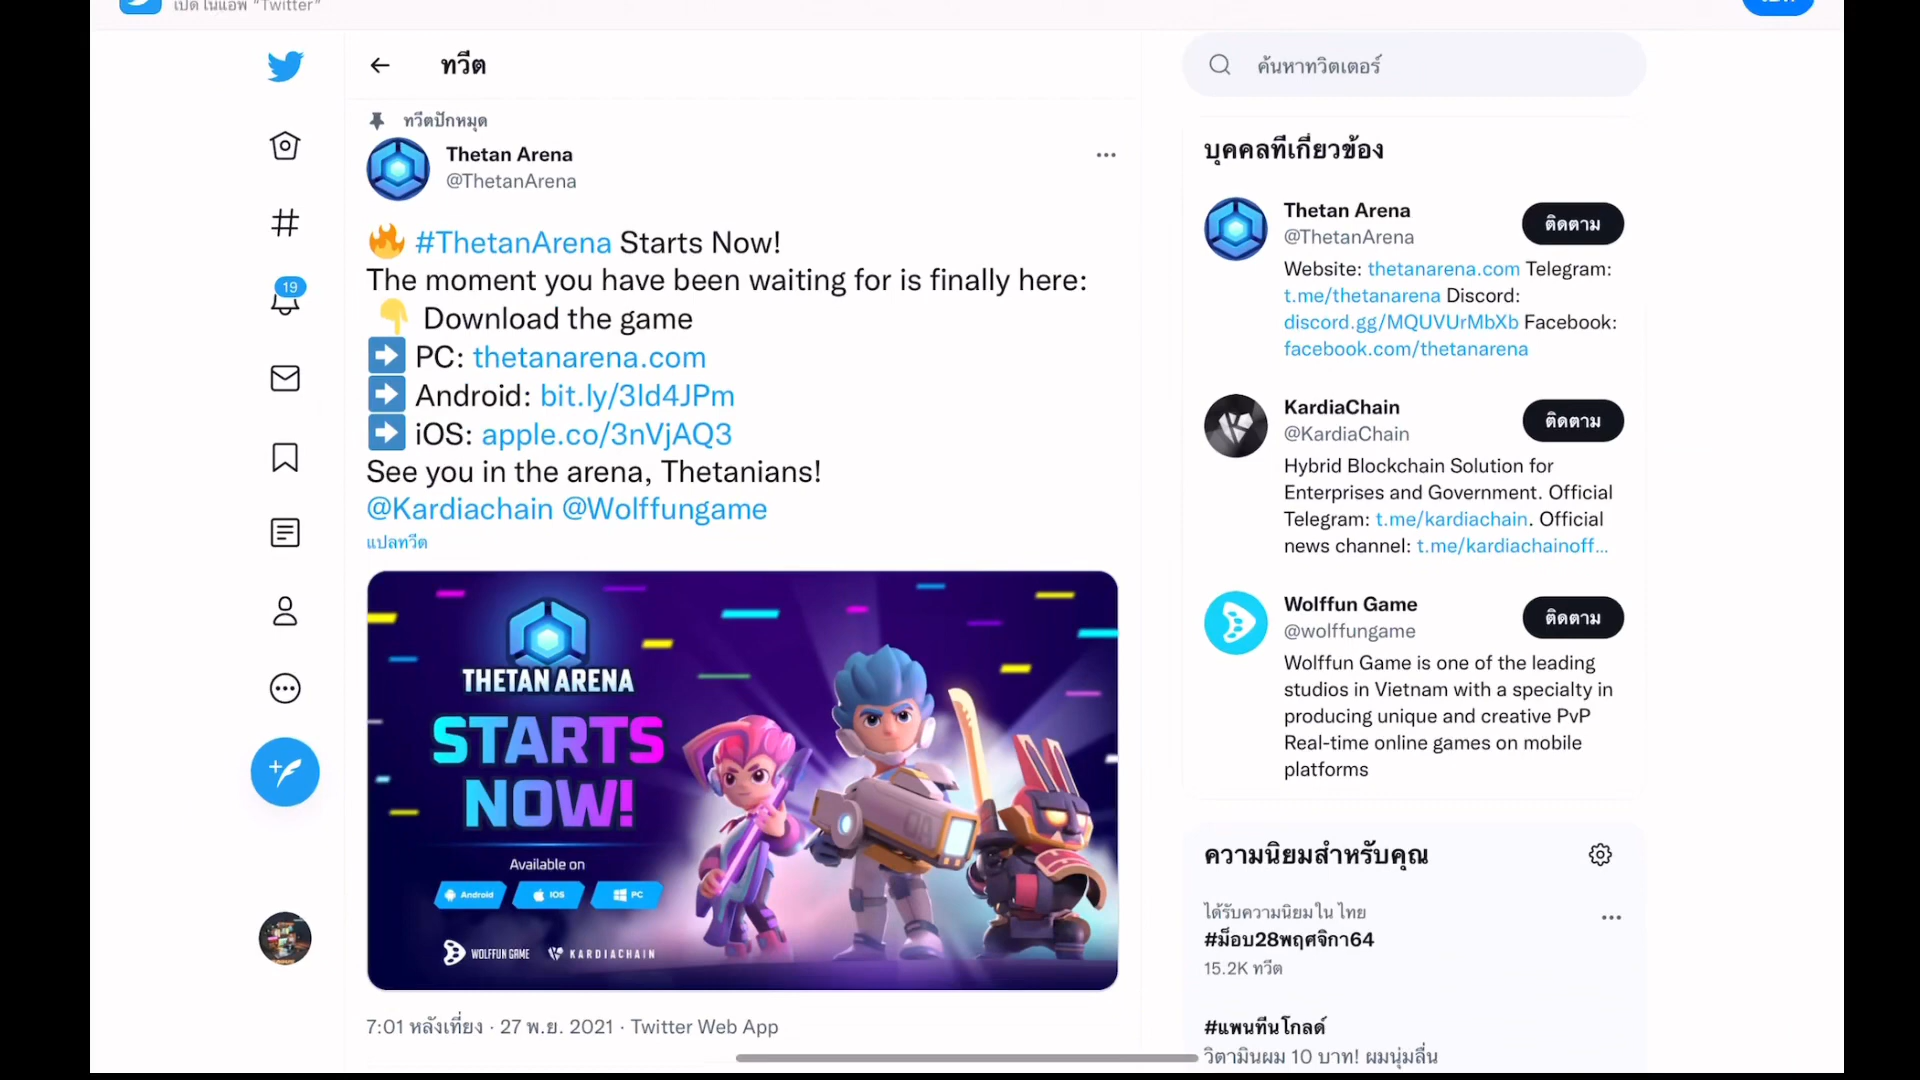 เปิดในแอพ "Twitter"
ทวีต
ค้นหาทวิตเตอร์
ทวีตปักหมุด
Thetan Arena
@ThetanArena
19
🔥 #ThetanArena Starts Now!
The moment you have been waiting for is finally here:
👇 Download the game
➡️ PC: thetanarena.com
➡️ Android: bit.ly/3ld4JPm
➡️ iOS: apple.co/3nVjAQ3
See you in the arena, Thetanians!
@Kardiachain @Wolffungame
แปลทวีต
THETAN ARENA
STARTS
NOW!
Available on
Android iOS PC
WOLFFUN GAME KARDIACHAIN
7:01 หลังเที่ยง · 27 พ.ย. 2021 · Twitter Web App
บุคคลที่เกี่ยวข้อง
Thetan Arena
@ThetanArena
ติดตาม
Website: thetanarena.com Telegram:
t.me/thetanarena Discord:
discord.gg/MQUVUrMbXb Facebook:
facebook.com/thetanarena
KardiaChain
@KardiaChain
ติดตาม
Hybrid Blockchain Solution for
Enterprises and Government. Official
Telegram: t.me/kardiachain. Official
news channel: t.me/kardiachainoff...
Wolffun Game
@wolffungame
ติดตาม
Wolffun Game is one of the leading
studios in Vietnam with a specialty in
producing unique and creative PvP
Real-time online games on mobile
platforms
ความนิยมสำหรับคุณ
ได้รับความนิยมใน ไทย
#ม็อบ28พฤศจิกา64
15.2K ทวีต
#แพนทีนโกลด์
วิตามินผม 10 บาท! ผมนุ่มลื่น